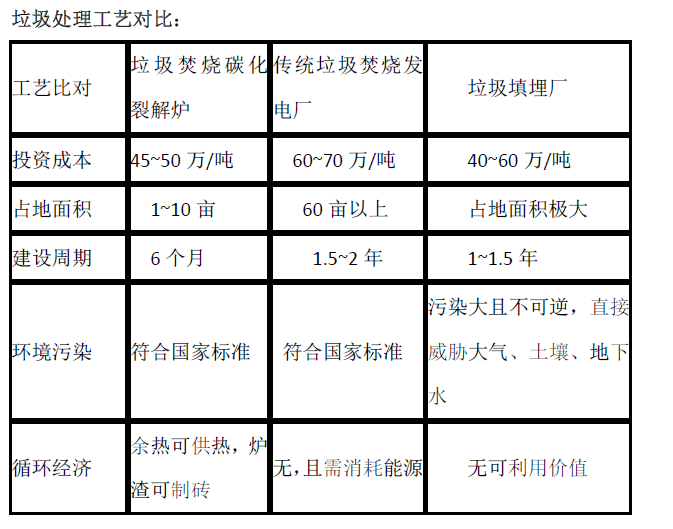 垃圾处理工艺对比：
工艺比对
垃圾焚烧碳化
裂解炉
传统垃圾焚烧发
电厂
垃圾填埋厂
投资成本
45~50 万/吨
60~70 万/吨
40~60 万/吨
占地面积
1~10 亩
60 亩以上
占地面积极大
建设周期
6 个月
1.5~2 年
1~1.5 年
环境污染
符合国家标准
符合国家标准
污染大且不可逆，直接
威胁大气、土壤、地下
水
循环经济
余热可供热，炉
渣可制砖
无，且需消耗能源
无可利用价值